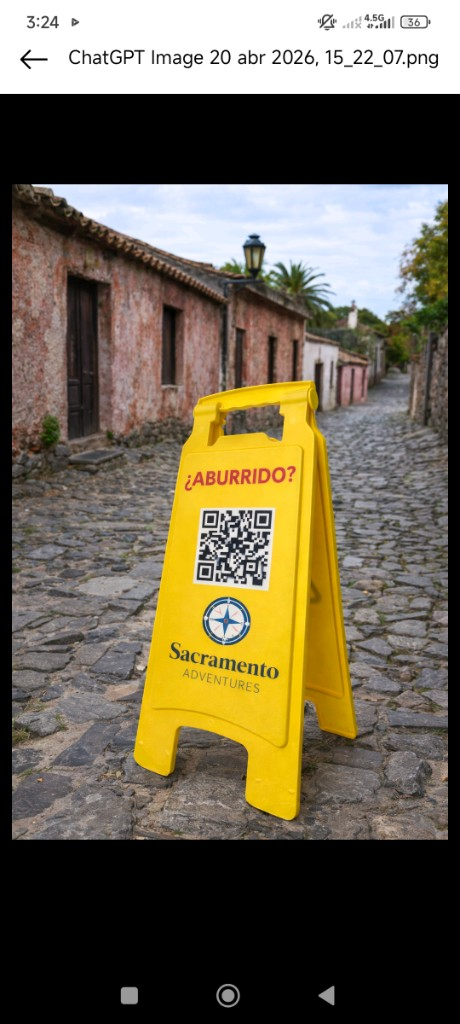 3:24
4.5G
36
ChatGPT Image 20 abr 2026, 15_22_07.png
¿ABURRIDO?
Sacramento
ADVENTURES